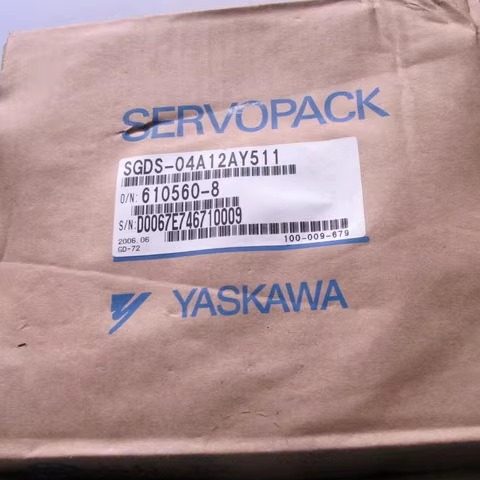 SERVOPACK
SGDS-04A12AY511
O/N: 610560-8
S/N: D0067E746710009
2006.06
GD-72
100-009-679
YASKAWA